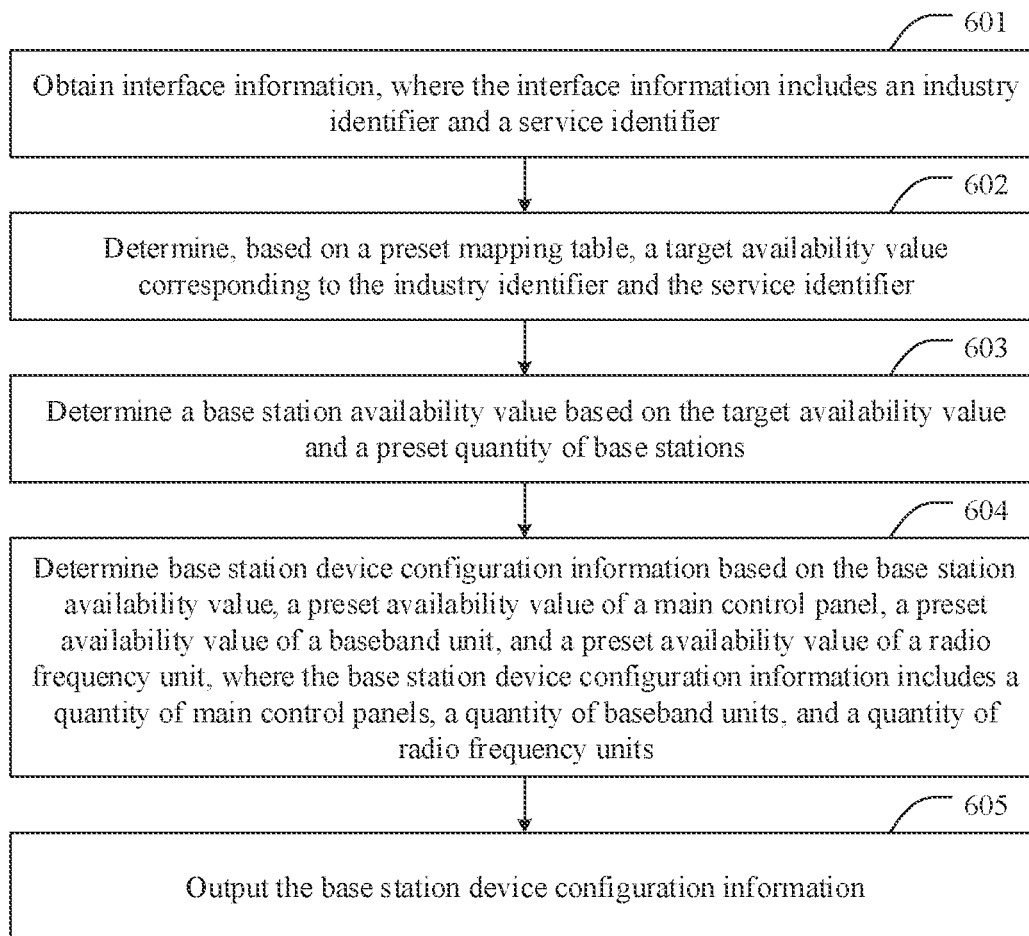 601
Obtain interface information, where the interface information includes an industry
identifier and a service identifier
602
Determine, based on a preset mapping table, a target availability value
corresponding to the industry identifier and the service identifier
603
Determine a base station availability value based on the target availability value
and a preset quantity of base stations
604
Determine base station device configuration information based on the base station
availability value, a preset availability value of a main control panel, a preset
availability value of a baseband unit, and a preset availability value of a radio
frequency unit, where the base station device configuration information includes a
quantity of main control panels, a quantity of baseband units, and a quantity of
radio frequency units
605
Output the base station device configuration information